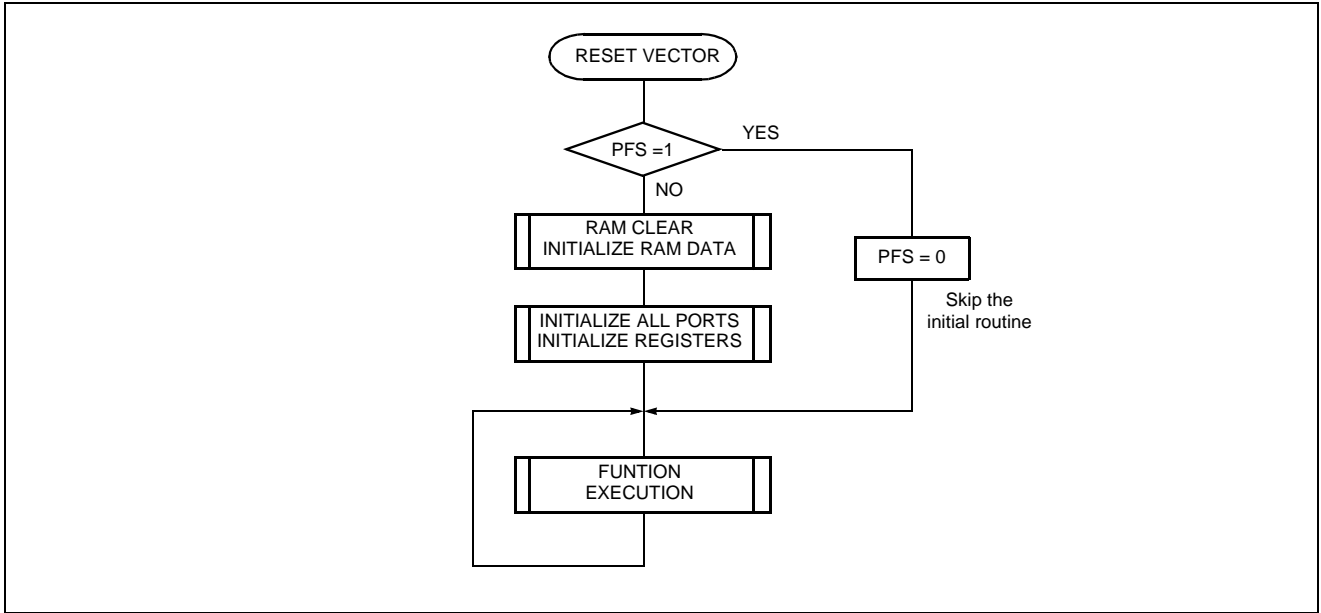 RESET VECTOR
PFS =1
YES
NO
RAM CLEAR
INITIALIZE RAM DATA
PFS = 0
Skip the
initial routine
INITIALIZE ALL PORTS
INITIALIZE REGISTERS
FUNTION
EXECUTION